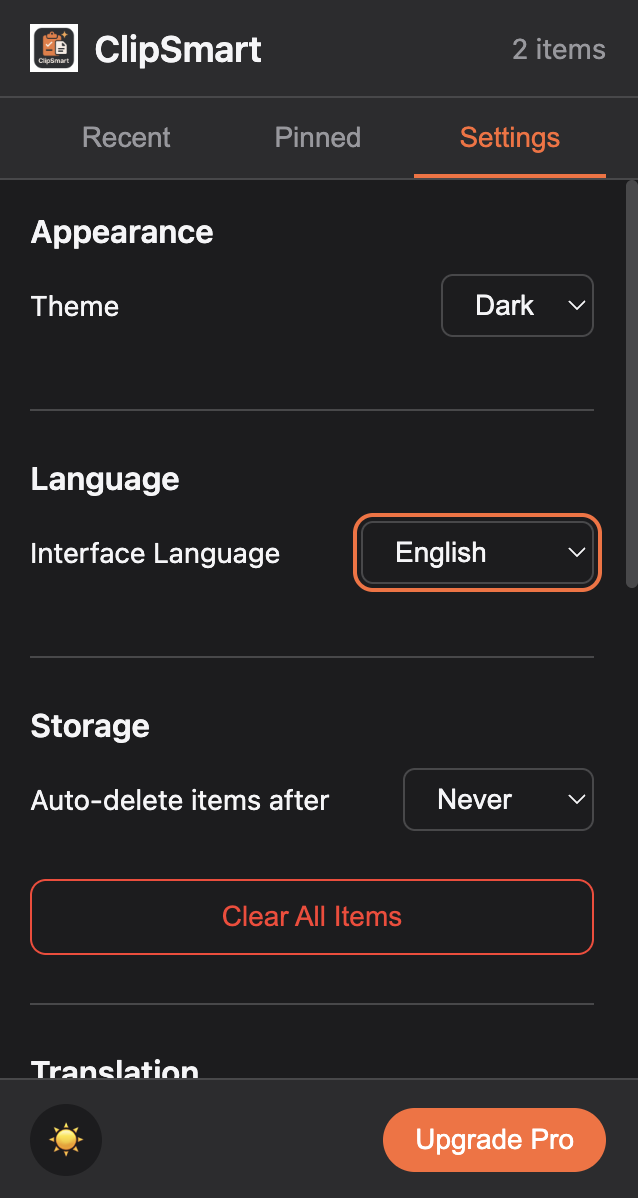 ClipSmart
ClipSmart
2 items
Recent
Pinned
Settings
Appearance
Theme
Dark
Language
Interface Language
English
Storage
Auto-delete items after
Never
Clear All Items
Translation
Upgrade Pro